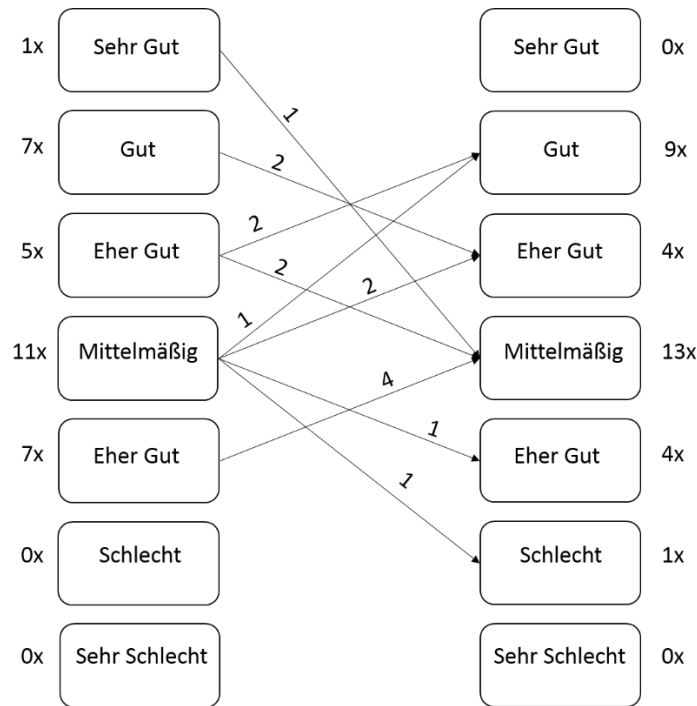 1x Sehr Gut Sehr Gut 0x
1
7x Gut Gut 9x
2
5x Eher Gut 2 Eher Gut 4x
2 2
11x Mittelmäßig 1 Mittelmäßig 13x
4
7x Eher Gut 1 Eher Gut 4x
1
0x Schlecht Schlecht 1x
0x Sehr Schlecht Sehr Schlecht 0x